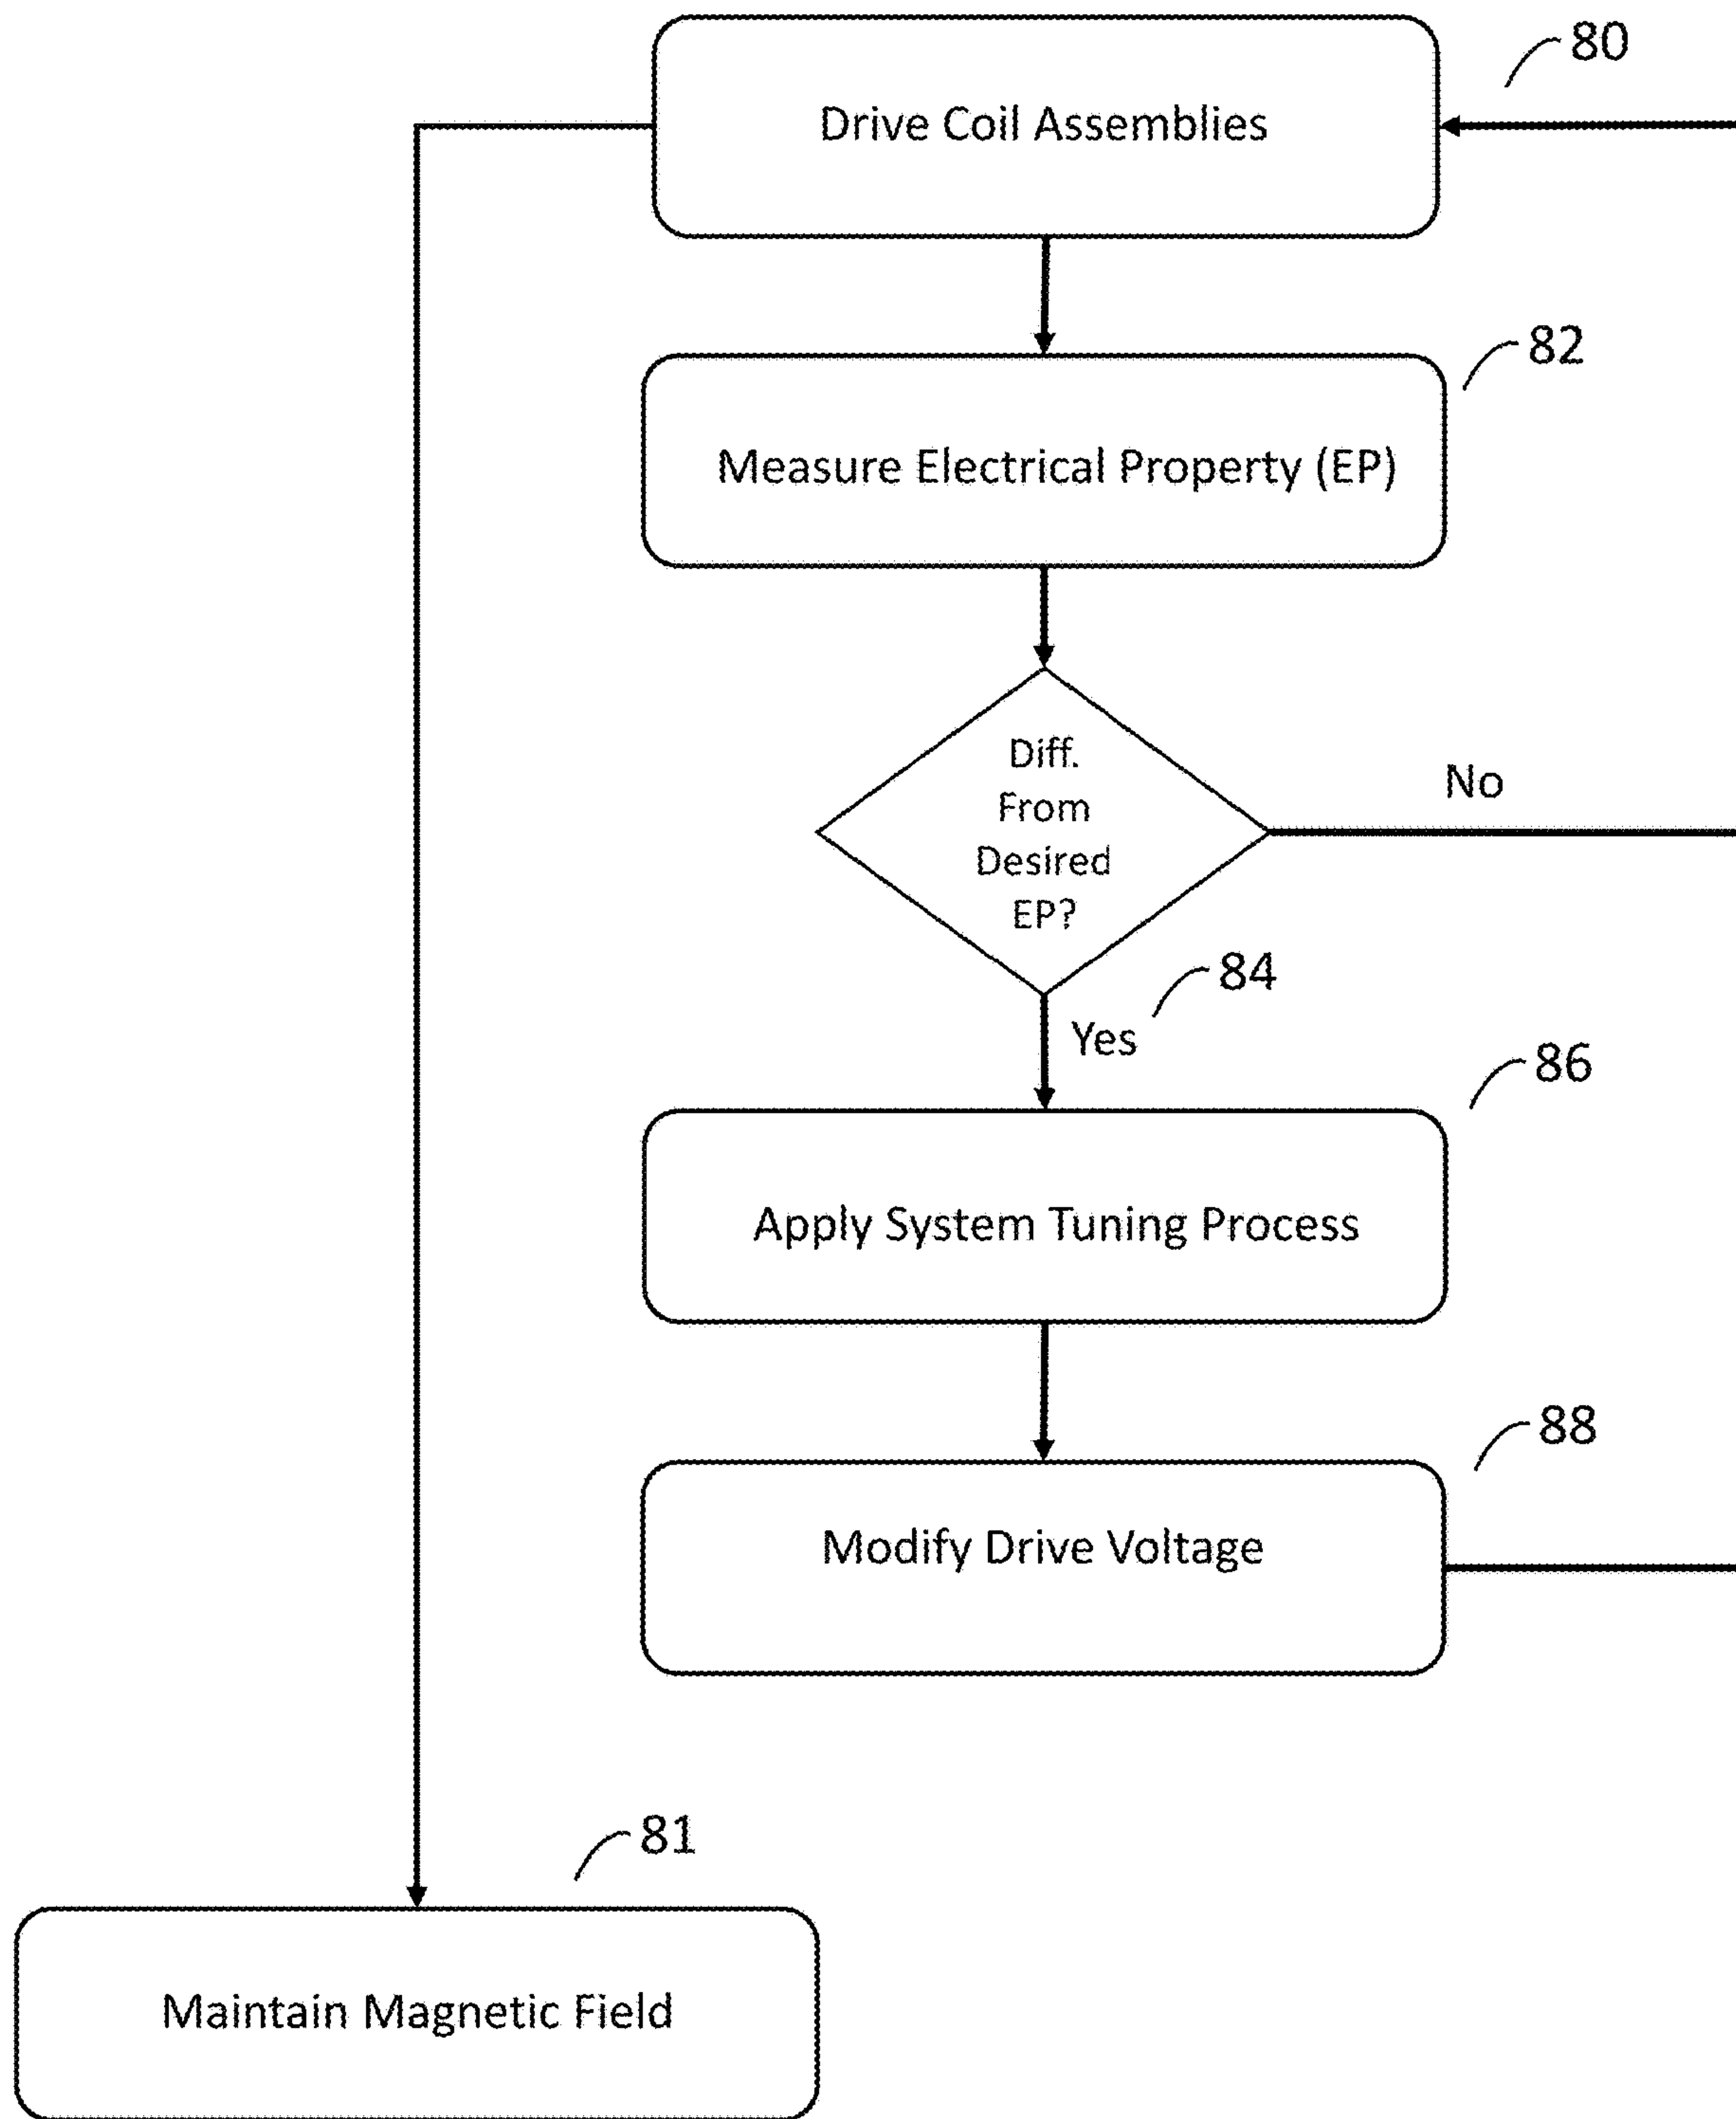 80
Drive Coil Assemblies
82
Measure Electrical Property (EP)
Diff.
From
Desired
EP?
No
84
Yes
86
Apply System Tuning Process
88
Modify Drive Voltage
81
Maintain Magnetic Field